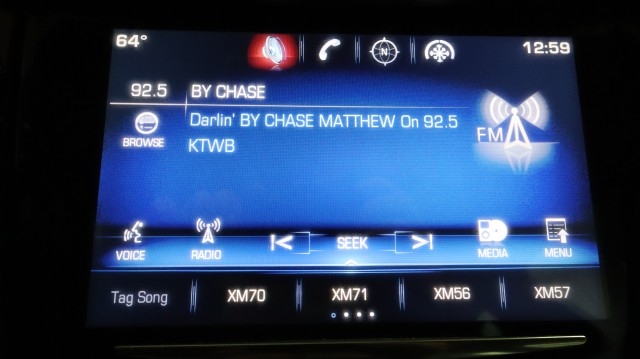 64°
N
12:59
92.5 BY CHASE
Darlin' BY CHASE MATTHEW On 92.5
KTWB
BROWSE
FM
VOICE RADIO SEEK MEDIA MENU
Tag Song XM70 XM71 XM56 XM57